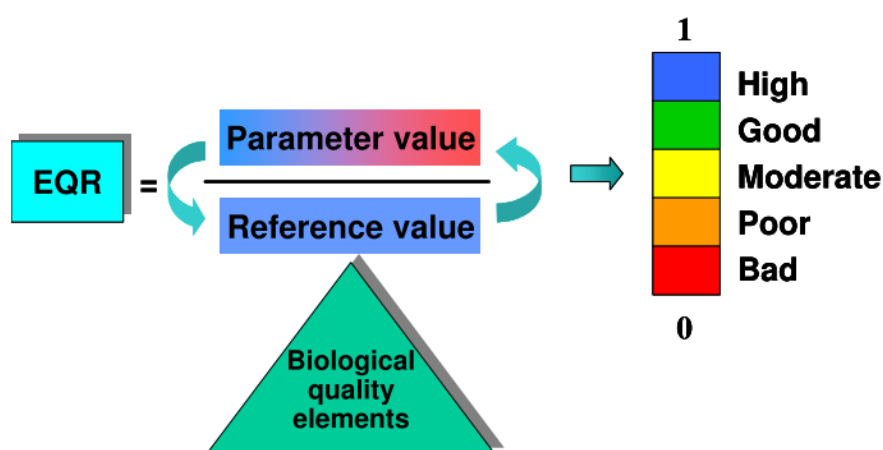 EQR
=
Parameter value
Reference value
Biological
quality
elements
1
High
Good
Moderate
Poor
Bad
0